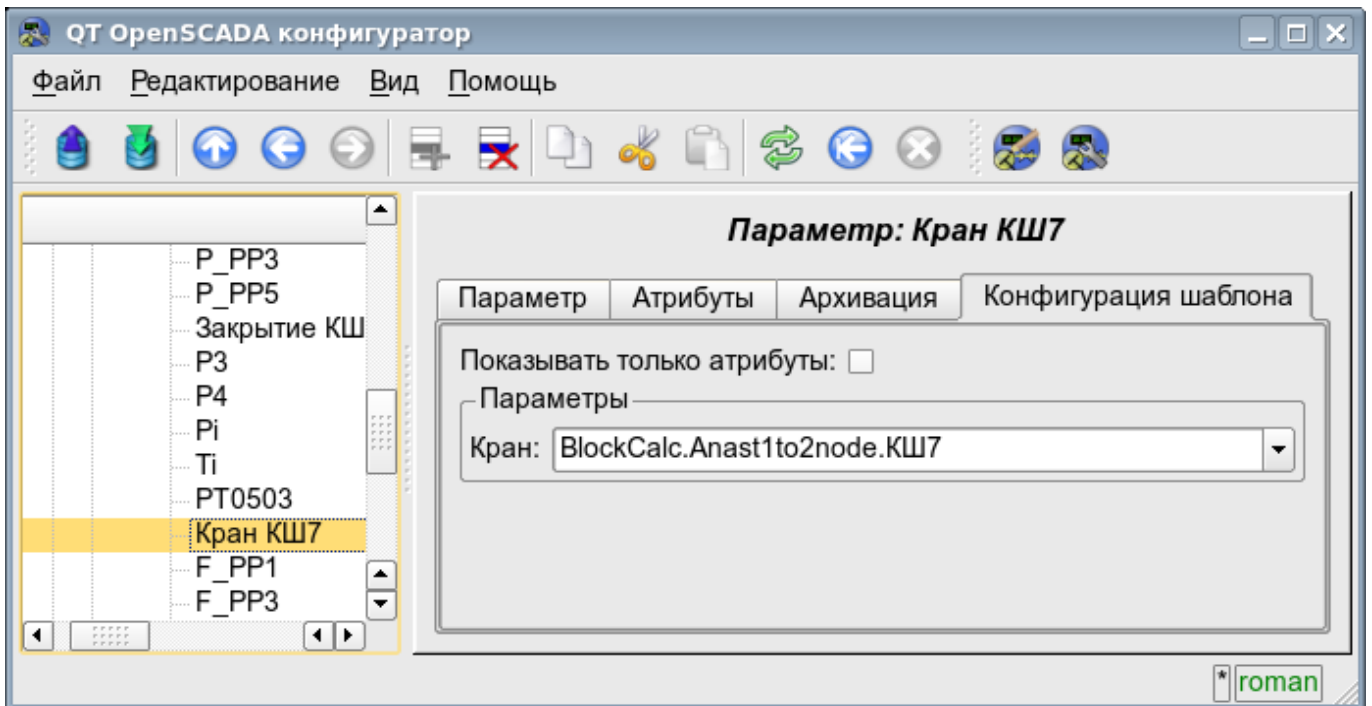 QT OpenSCADA конфигуратор
Файл Редактирование Вид Помощь
P_PP3
P_PP5
Закрытие КШ
P3
P4
Pi
Ti
PT0503
Кран КШ7
F_PP1
F_PP3
Параметр: Кран КШ7
Параметр Атрибуты Архивация Конфигурация шаблона
Показывать только атрибуты:
Параметры
Кран: BlockCalc.Anast1to2node.КШ7
* roman